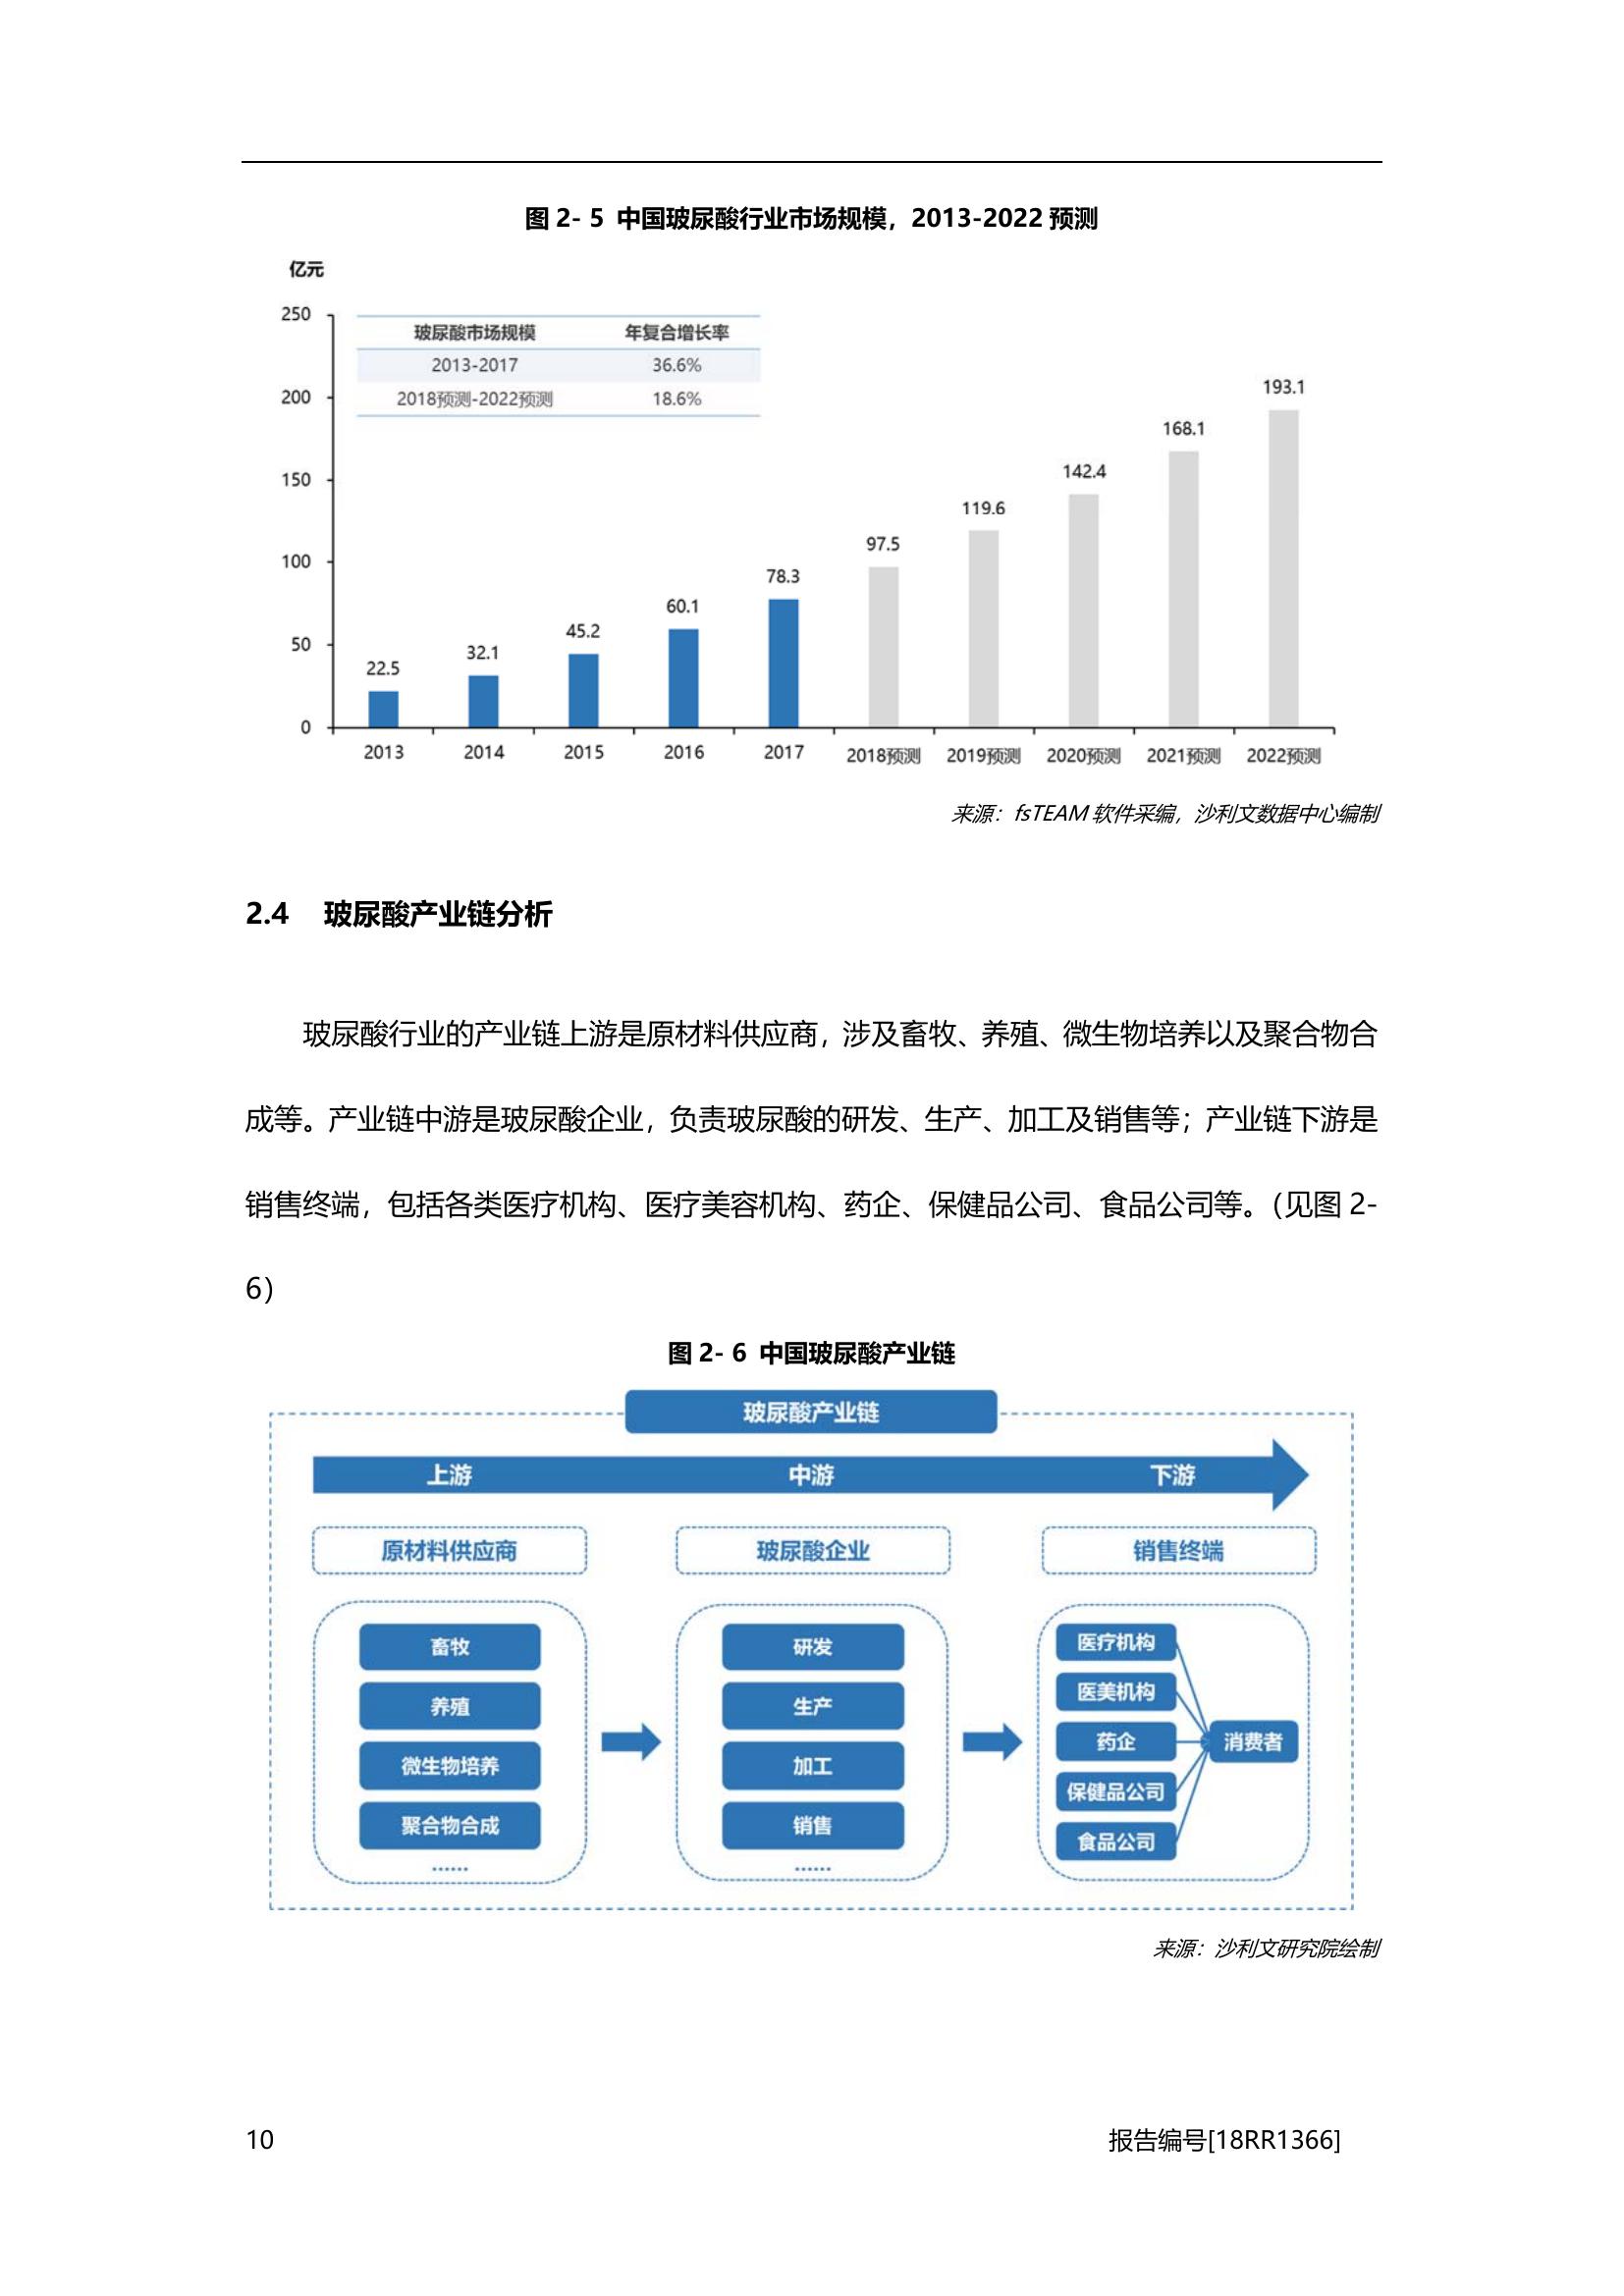 图 2- 5 中国玻尿酸行业市场规模，2013-2022 预测
亿元
250
200
150
100
50
0
玻尿酸市场规模 年复合增长率
2013-2017 36.6%
2018预测-2022预测 18.6%
22.5
32.1
45.2
60.1
78.3
97.5
119.6
142.4
168.1
193.1
2013 2014 2015 2016 2017 2018预测 2019预测 2020预测 2021预测 2022预测
来源：fsTEAM 软件采编，沙利文数据中心编制
2.4 玻尿酸产业链分析
玻尿酸行业的产业链上游是原材料供应商，涉及畜牧、养殖、微生物培养以及聚合物合
成等。产业链中游是玻尿酸企业，负责玻尿酸的研发、生产、加工及销售等；产业链下游是
销售终端，包括各类医疗机构、医疗美容机构、药企、保健品公司、食品公司等。（见图 2-
6）
图 2- 6 中国玻尿酸产业链
玻尿酸产业链
上游 中游 下游
原材料供应商 玻尿酸企业 销售终端
畜牧
养殖
微生物培养
聚合物合成
......
研发
生产
加工
销售
......
医疗机构
医美机构
药企
保健品公司
食品公司
消费者
来源：沙利文研究院绘制
10 报告编号[18RR1366]